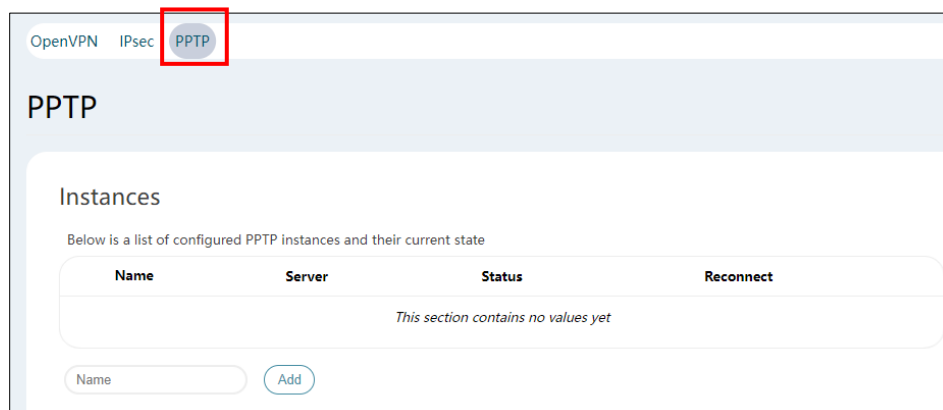 OpenVPN IPsec PPTP
PPTP
Instances
Below is a list of configured PPTP instances and their current state
Name Server Status Reconnect
This section contains no values yet
Name Add